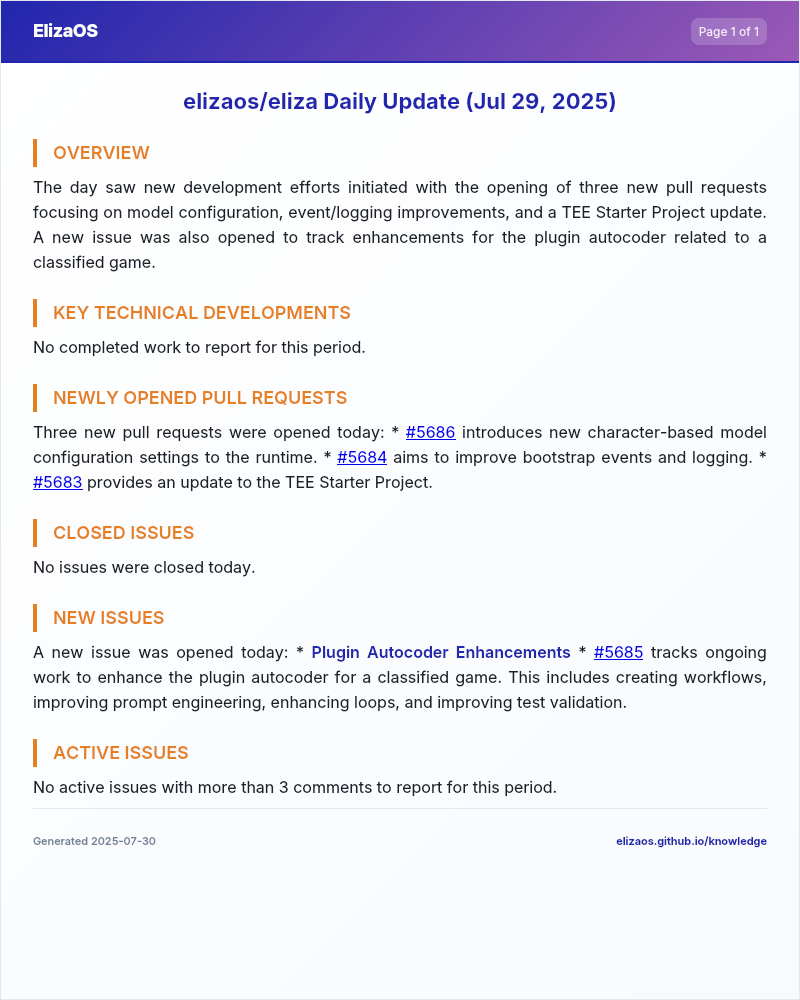 ElizaOS
Page 1 of 1
elizaos/eliza Daily Update (Jul 29, 2025)
OVERVIEW
The day saw new development efforts initiated with the opening of three new pull requests
focusing on model configuration, event/logging improvements, and a TEE Starter Project update.
A new issue was also opened to track enhancements for the plugin autocoder related to a
classified game.
KEY TECHNICAL DEVELOPMENTS
No completed work to report for this period.
NEWLY OPENED PULL REQUESTS
Three new pull requests were opened today: * #5686 introduces new character-based model
configuration settings to the runtime. * #5684 aims to improve bootstrap events and logging. *
#5683 provides an update to the TEE Starter Project.
CLOSED ISSUES
No issues were closed today.
NEW ISSUES
A new issue was opened today: * Plugin Autocoder Enhancements * #5685 tracks ongoing
work to enhance the plugin autocoder for a classified game. This includes creating workflows,
improving prompt engineering, enhancing loops, and improving test validation.
ACTIVE ISSUES
No active issues with more than 3 comments to report for this period.
Generated 2025-07-30
elizaos.github.io/knowledge